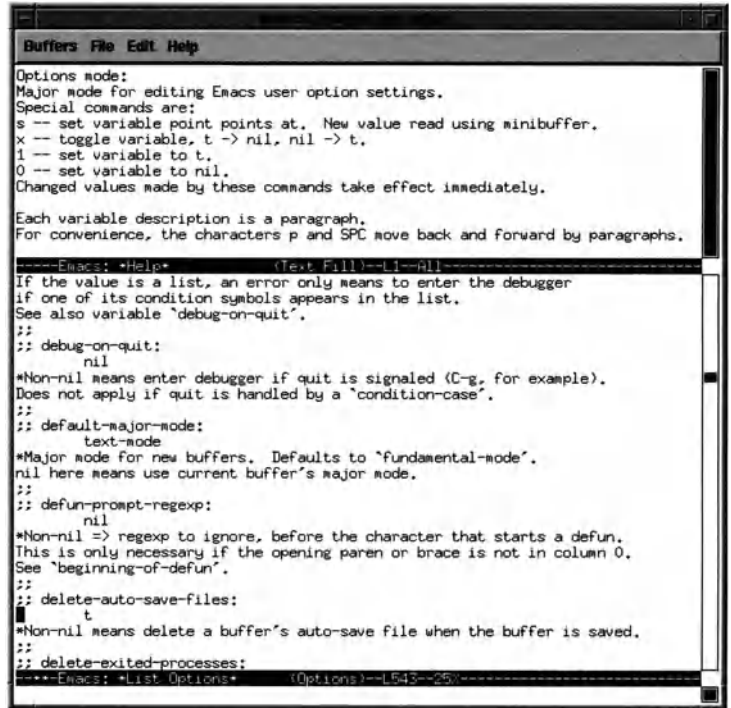 Buffers File Edit Help
Options mode:
Major mode for editing Emacs user option settings.
Special commands are:
s -- set variable point points at.  New value read using minibuffer.
x -- toggle variable, t -> nil, nil -> t.
1 -- set variable to t.
0 -- set variable to nil.
Changed values made by these commands take effect immediately.
Each variable description is a paragraph.
For convenience, the characters p and SPC move back and forward by paragraphs.
-----Emacs: *Help*          (Text Fill)--L1--All----------------------------
If the value is a list, an error only means to enter the debugger
if one of its condition symbols appears in the list.
See also variable `debug-on-quit'.
;;
;; debug-on-quit:
        nil
*Non-nil means enter debugger if quit is signaled (C-g, for example).
Does not apply if quit is handled by a `condition-case'.
;;
;; default-major-mode:
        text-mode
*Major mode for new buffers.  Defaults to `fundamental-mode'.
nil here means use current buffer's major mode.
;;
;; defun-prompt-regexp:
        nil
*Non-nil => regexp to ignore, before the character that starts a defun.
This is only necessary if the opening paren or brace is not in column 0.
See `beginning-of-defun'.
;;
;; delete-auto-save-files:
        t
*Non-nil means delete a buffer's auto-save file when the buffer is saved.
;;
;; delete-exited-processes:
--**-Emacs: *List Options*      (Options)--L543--25%--------------------------